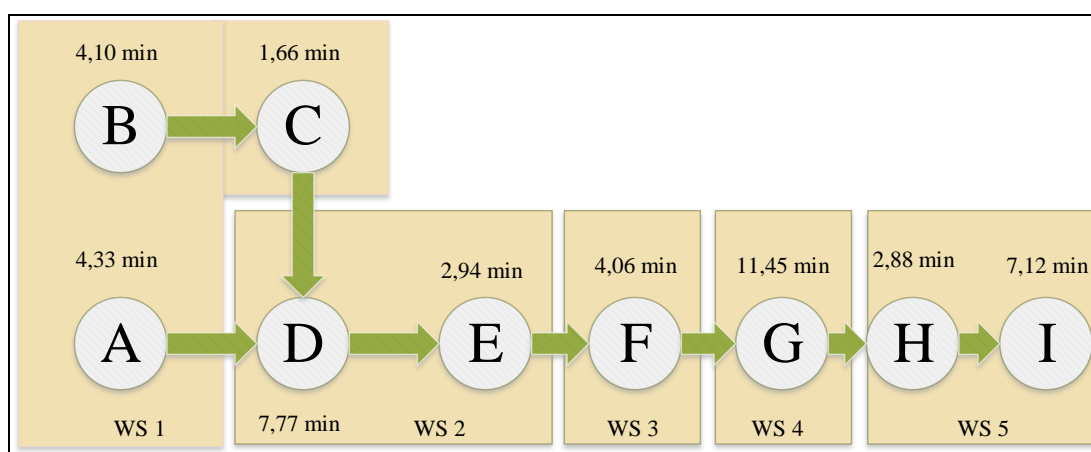 4,10 min 1,66 min
B C
4,33 min 2,94 min 4,06 min 11,45 min 2,88 min 7,12 min
A D E F G H I
WS 1 7,77 min WS 2 WS 3 WS 4 WS 5